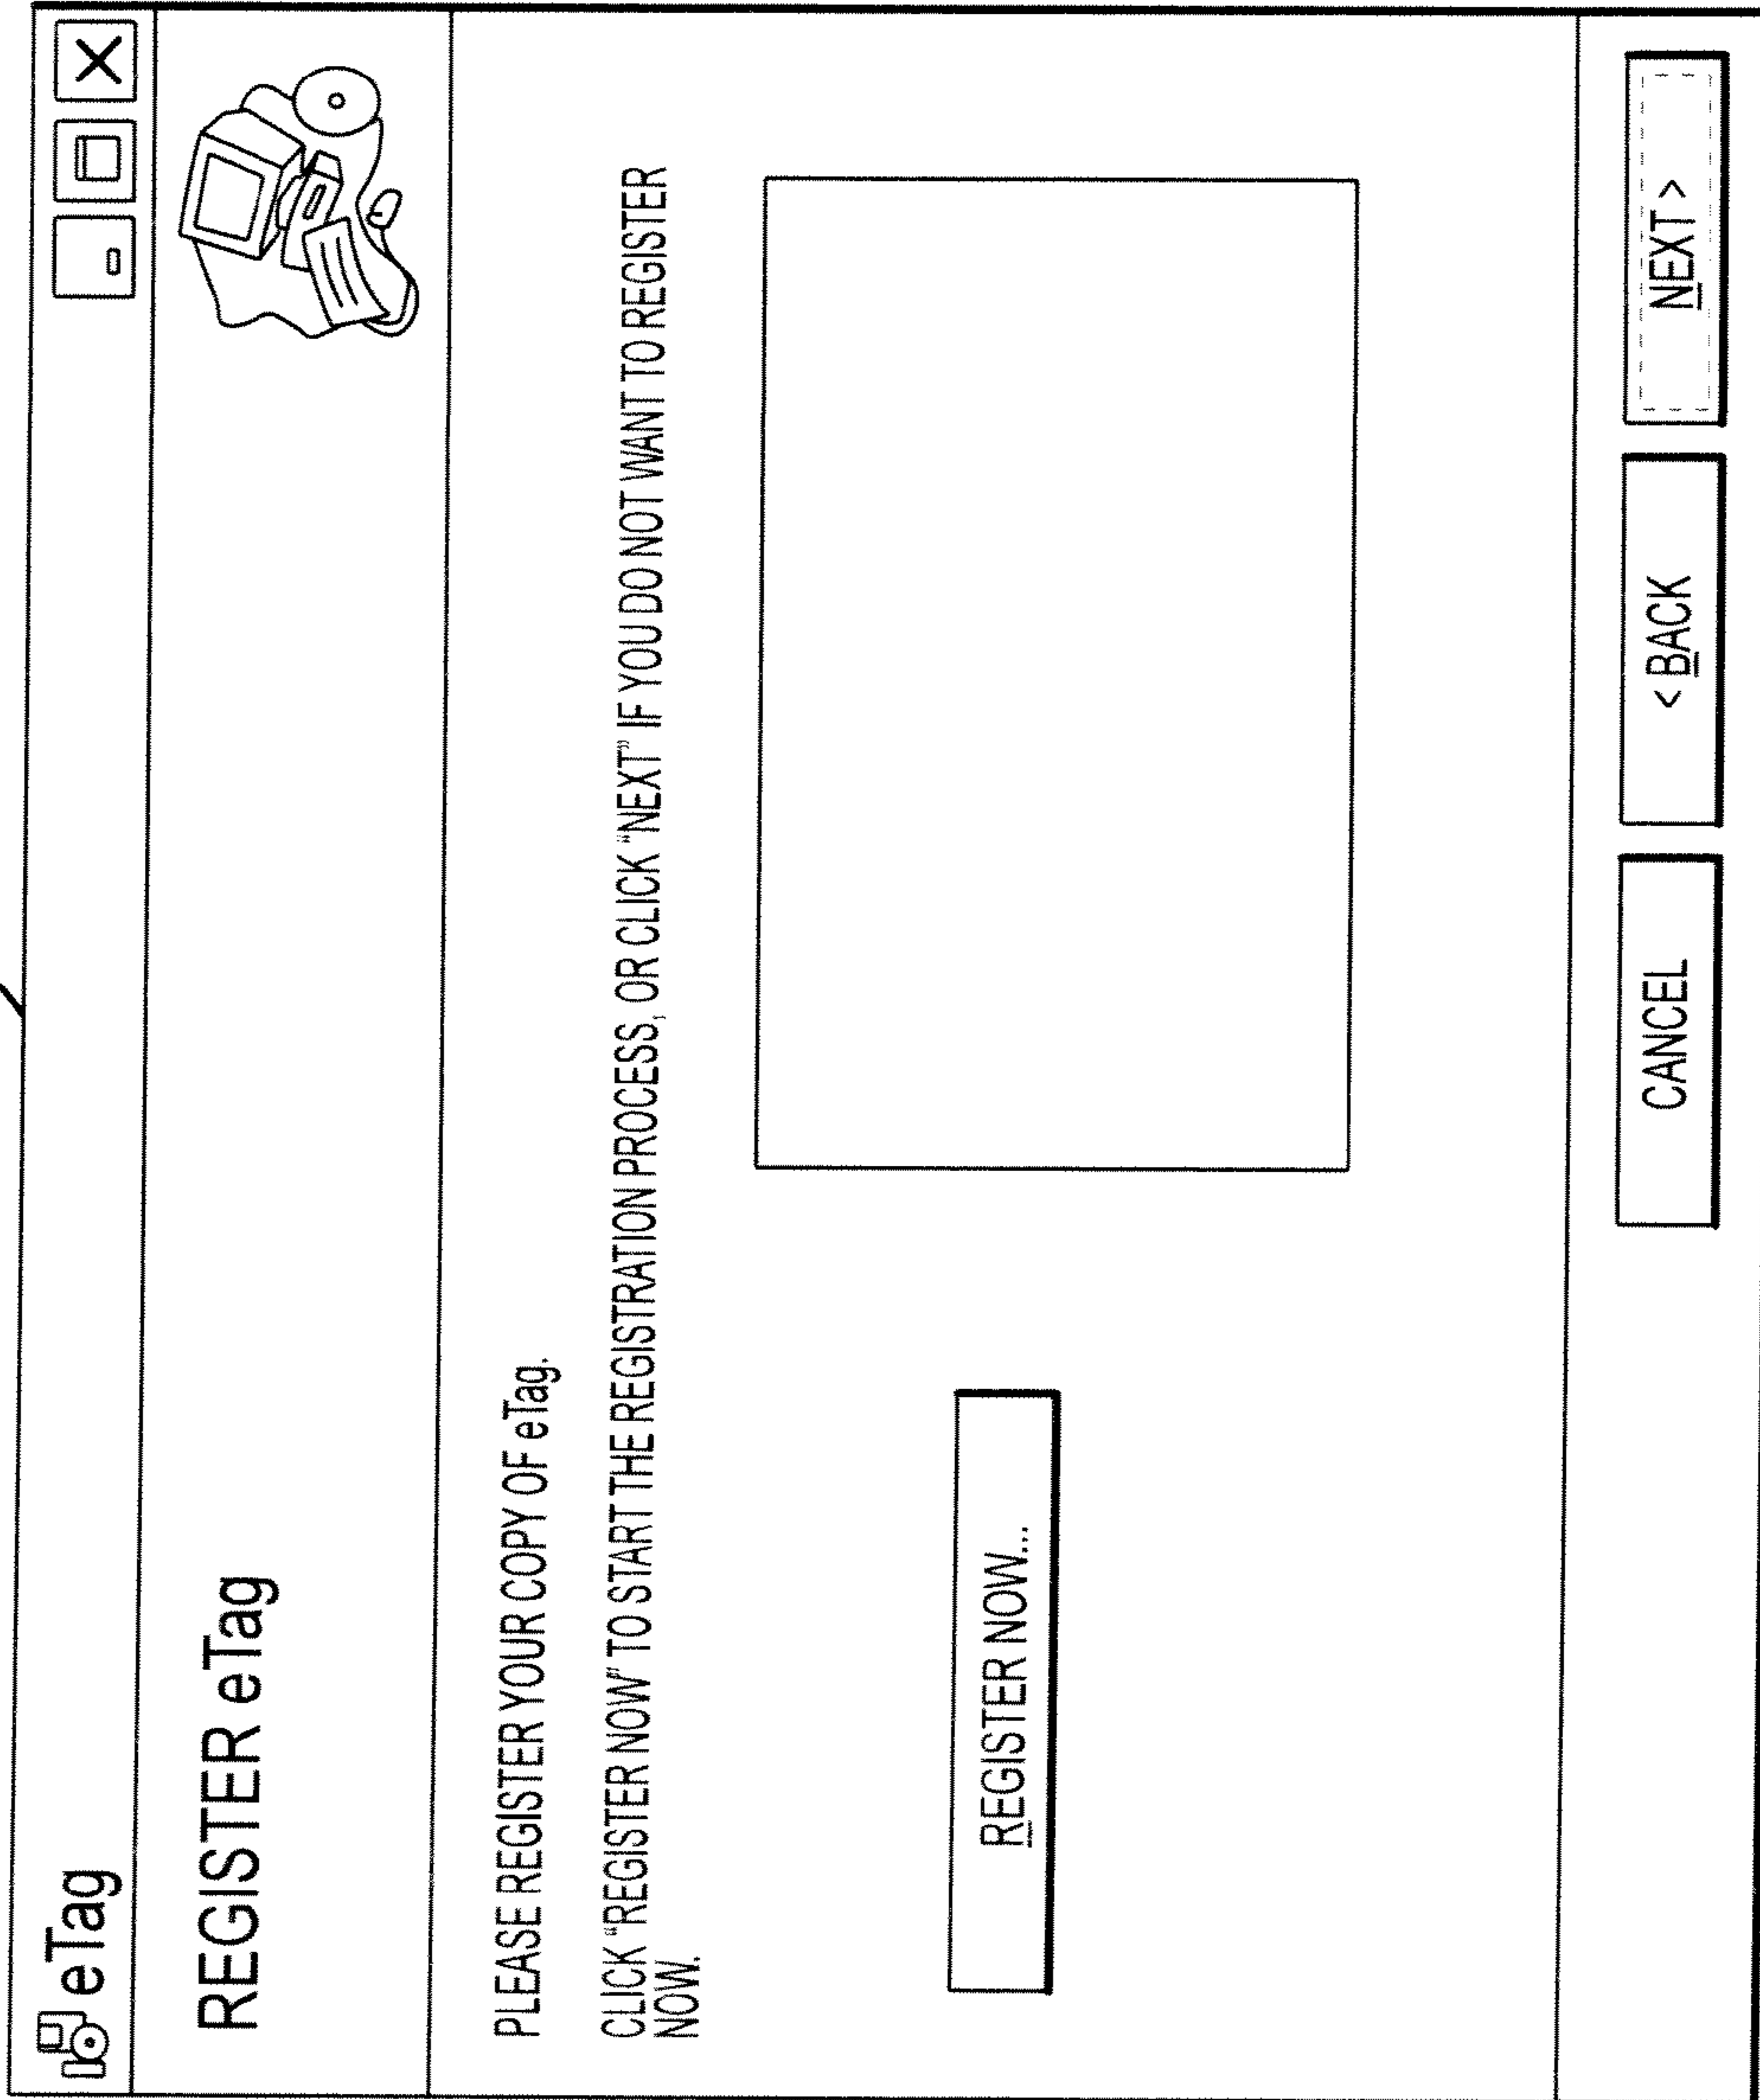 eTag
REGISTER eTag
PLEASE REGISTER YOUR COPY OF eTag.
CLICK "REGISTER NOW" TO START THE REGISTRATION PROCESS, OR CLICK "NEXT" IF YOU DO NOT WANT TO REGISTER
NOW.
REGISTER NOW...
CANCEL
< BACK
NEXT >